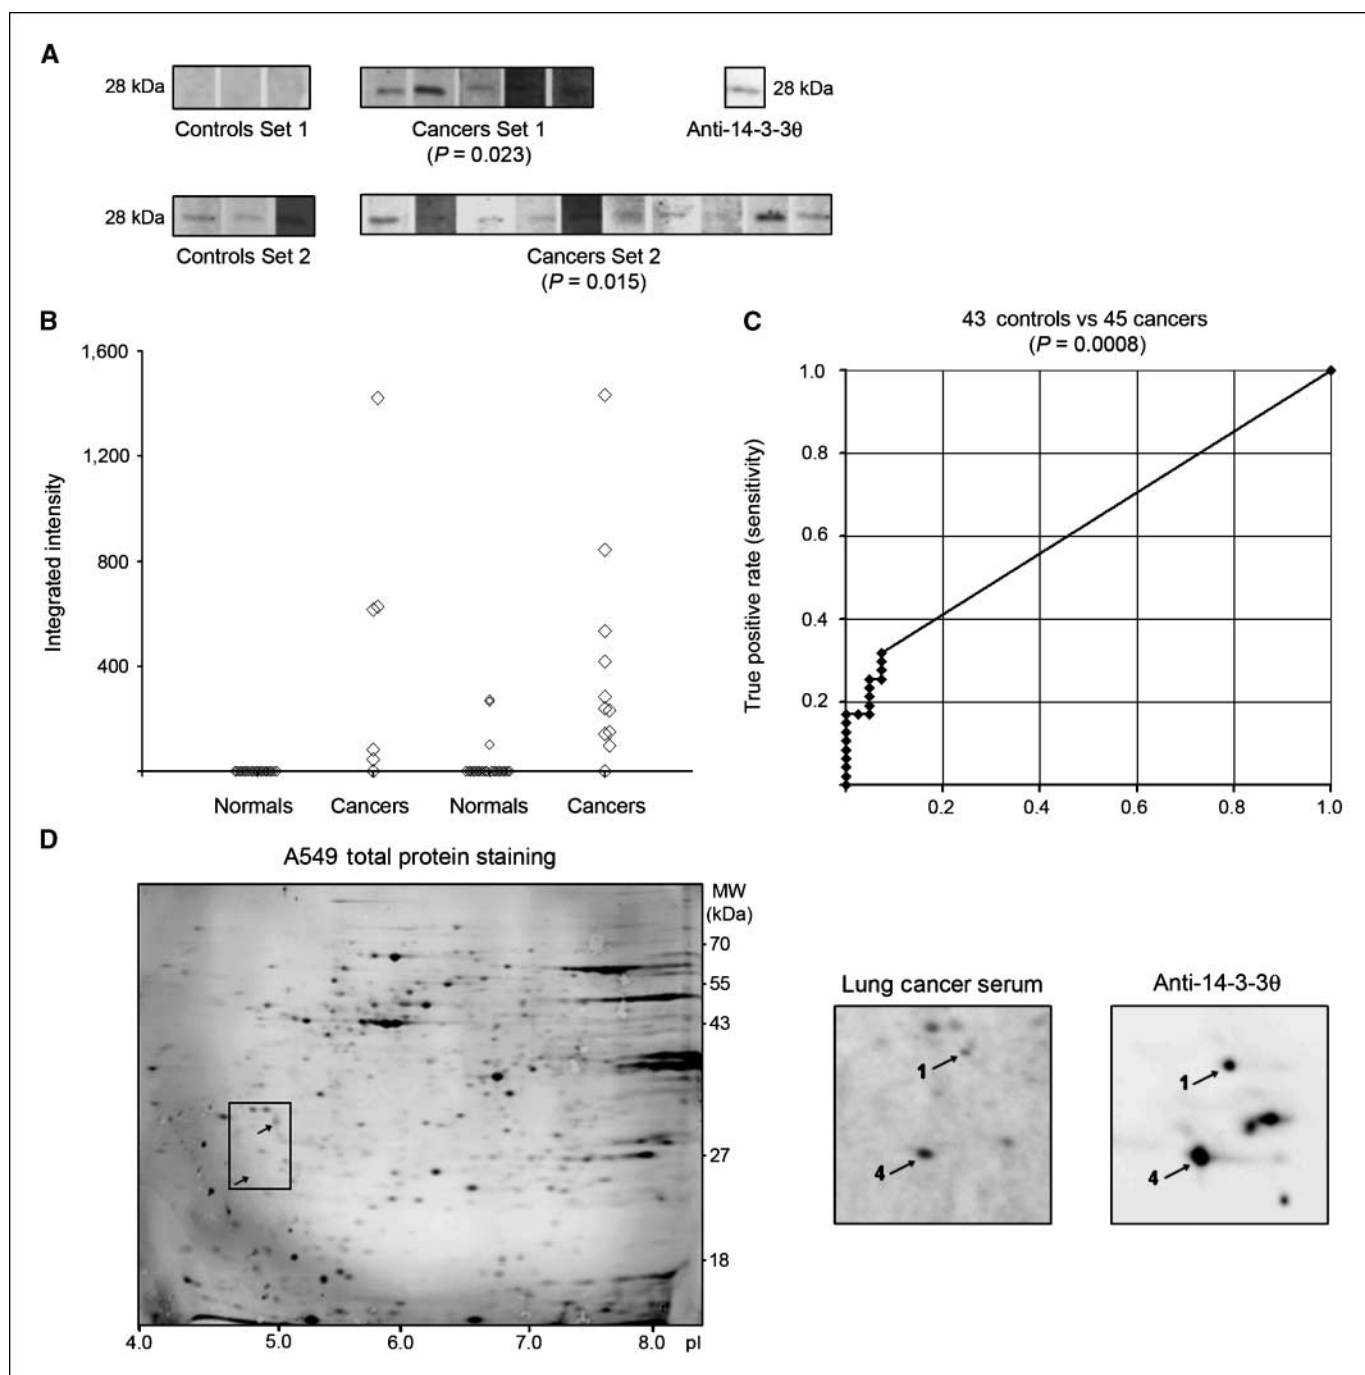 A
28 kDa
Controls Set 1
Cancers Set 1
(P = 0.023)
28 kDa
Anti-14-3-3θ
28 kDa
Controls Set 2
Cancers Set 2
(P = 0.015)
B
1,600
1,200
800
400
Integrated intensity
Normals Cancers Normals Cancers
C
43 controls vs 45 cancers
(P = 0.0008)
1.0
0.8
0.6
0.4
0.2
True positive rate (sensitivity)
0.2 0.4 0.6 0.8 1.0
D
A549 total protein staining
MW
(kDa)
70
55
43
27
18
4.0 5.0 6.0 7.0 8.0 pI
Lung cancer serum
1
4
Anti-14-3-3θ
1
4